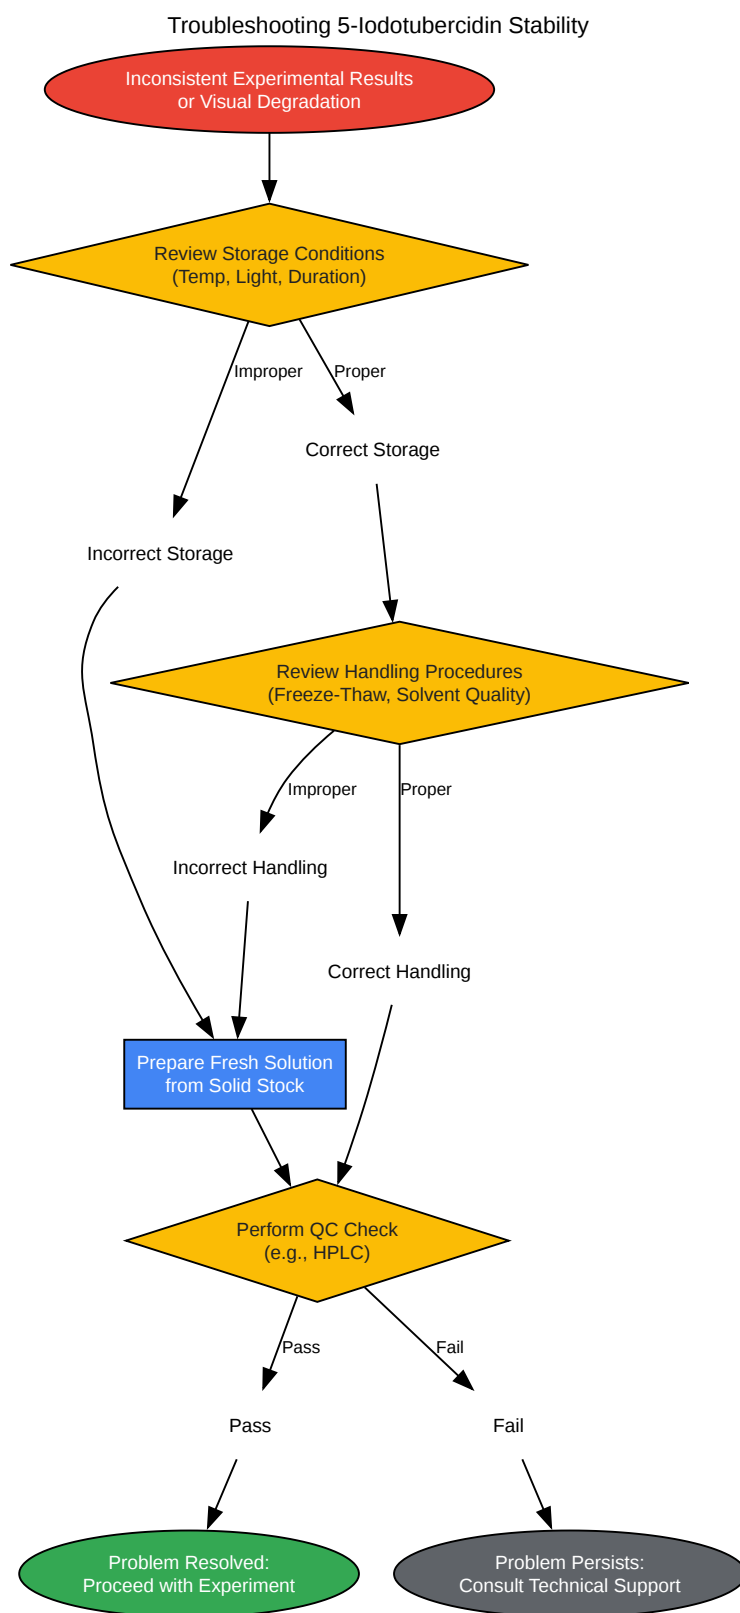 Troubleshooting 5-Iodotubercidin Stability
Inconsistent Experimental Results
or Visual Degradation
Review Storage Conditions
(Temp, Light, Duration)
Improper
Proper
Correct Storage
Incorrect Storage
Review Handling Procedures
(Freeze-Thaw, Solvent Quality)
Improper
Proper
Incorrect Handling
Correct Handling
Prepare Fresh Solution
from Solid Stock
Perform QC Check
(e.g., HPLC)
Pass
Fail
Pass
Fail
Problem Resolved:
Proceed with Experiment
Problem Persists:
Consult Technical Support